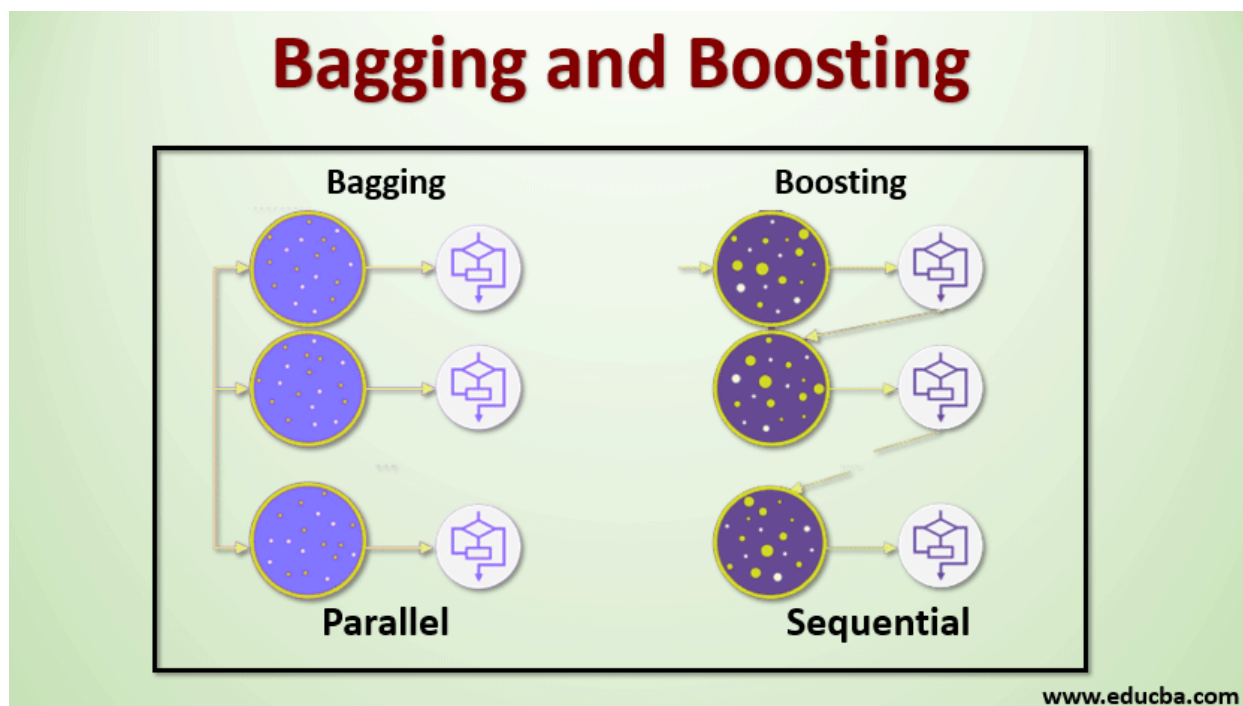 Bagging and Boosting
Bagging
Boosting
Parallel
Sequential
www.educba.com